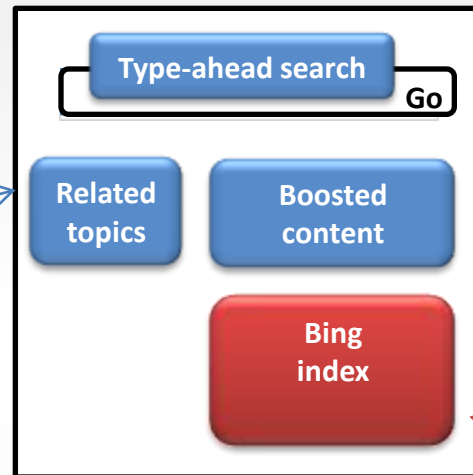 Type-ahead search
Go
Related
topics
Boosted
content
Bing
index